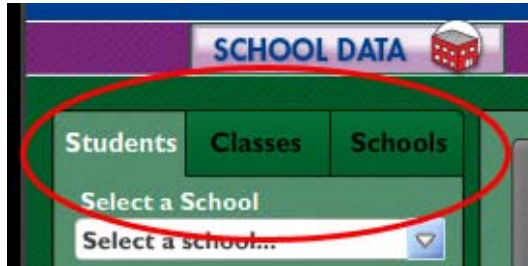 SCHOOL DATA
Students Classes Schools
Select a School
Select a school...